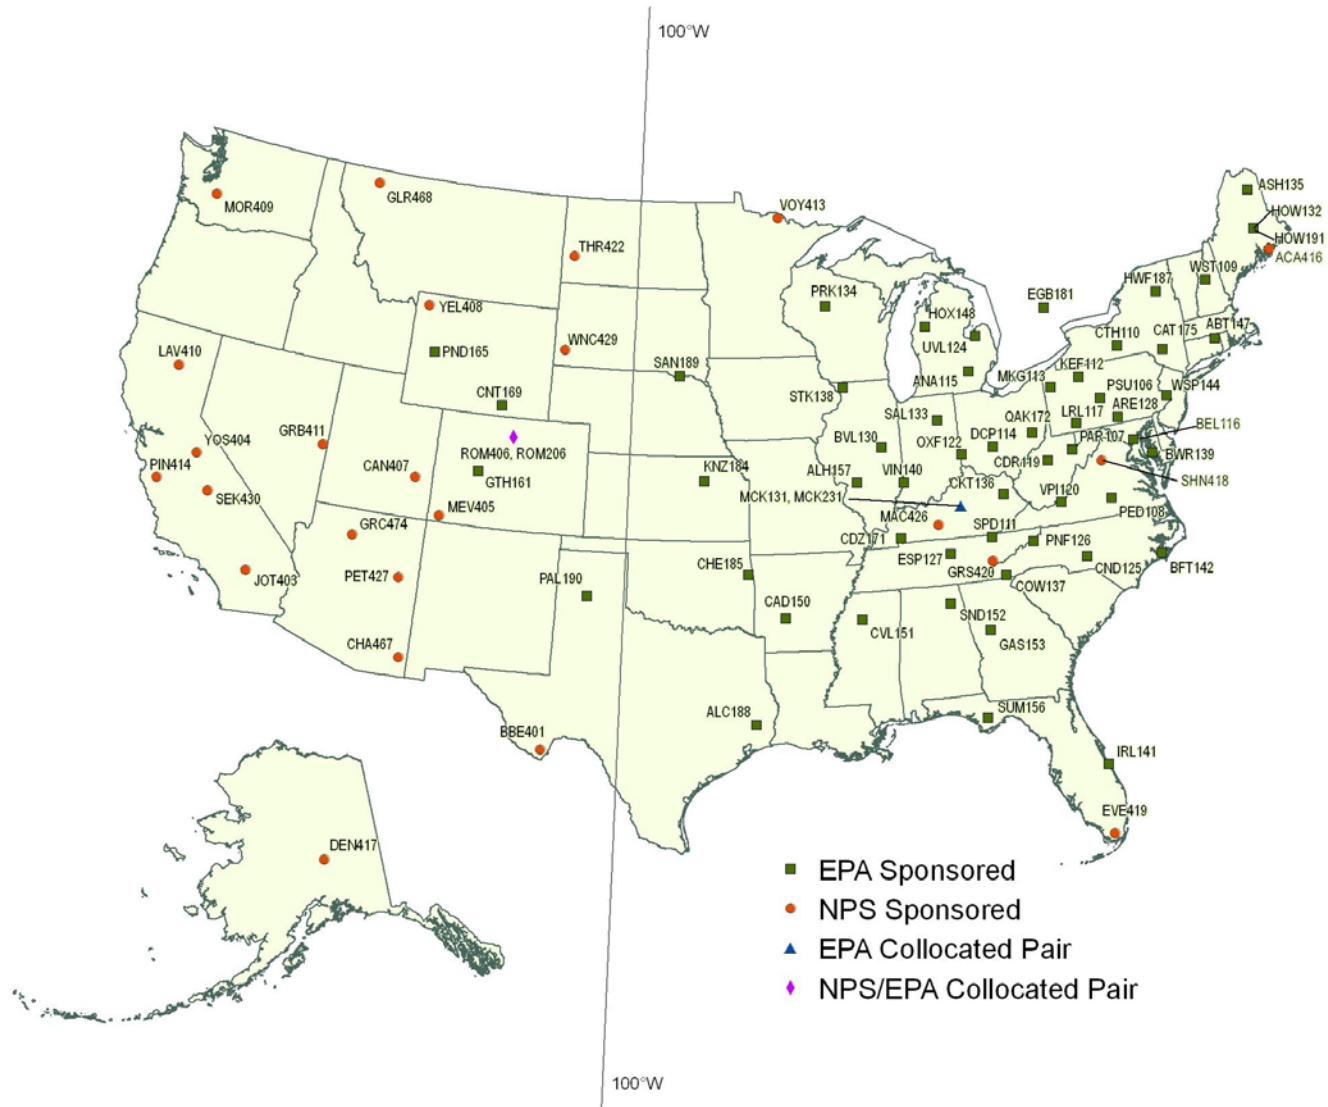 100°W
ASH135
HOW132
HOW191
ACA416
MOR409
GLR468
VOY413
THR422
WST109
HWF187
EGB181
PRK134
HOX148
UVL124
CTH110
CAT175
ABT147
YEL408
WNC429
LAV410
PND165
SAN189
ANA115
MKG113
KEF112
PSU106
WSP144
CNT169
STK138
SAL133
QAK172
LRL117
ARE128
BEL116
GRB411
YOS404
PIN414
SEK430
CAN407
ROM406, ROM206
GTH161
MEV405
BVL130
OXF122
DCP114
PAR107
BWR139
CDR119
SHN418
KNZ184
ALH157
VIN140
CKT136
VPI120
MCK131, MCK231
PED108
MAC426
SPD111
GRC474
CDZ171
PNF126
ESP127
GRS420
CND125
BFT142
JOT403
PET427
PAL190
CHE185
COW137
CAD150
SND152
CVL151
GAS153
CHA467
ALC188
SUM156
BBE401
IRL141
EVE419
DEN417
EPA Sponsored
NPS Sponsored
EPA Collocated Pair
NPS/EPA Collocated Pair
100°W